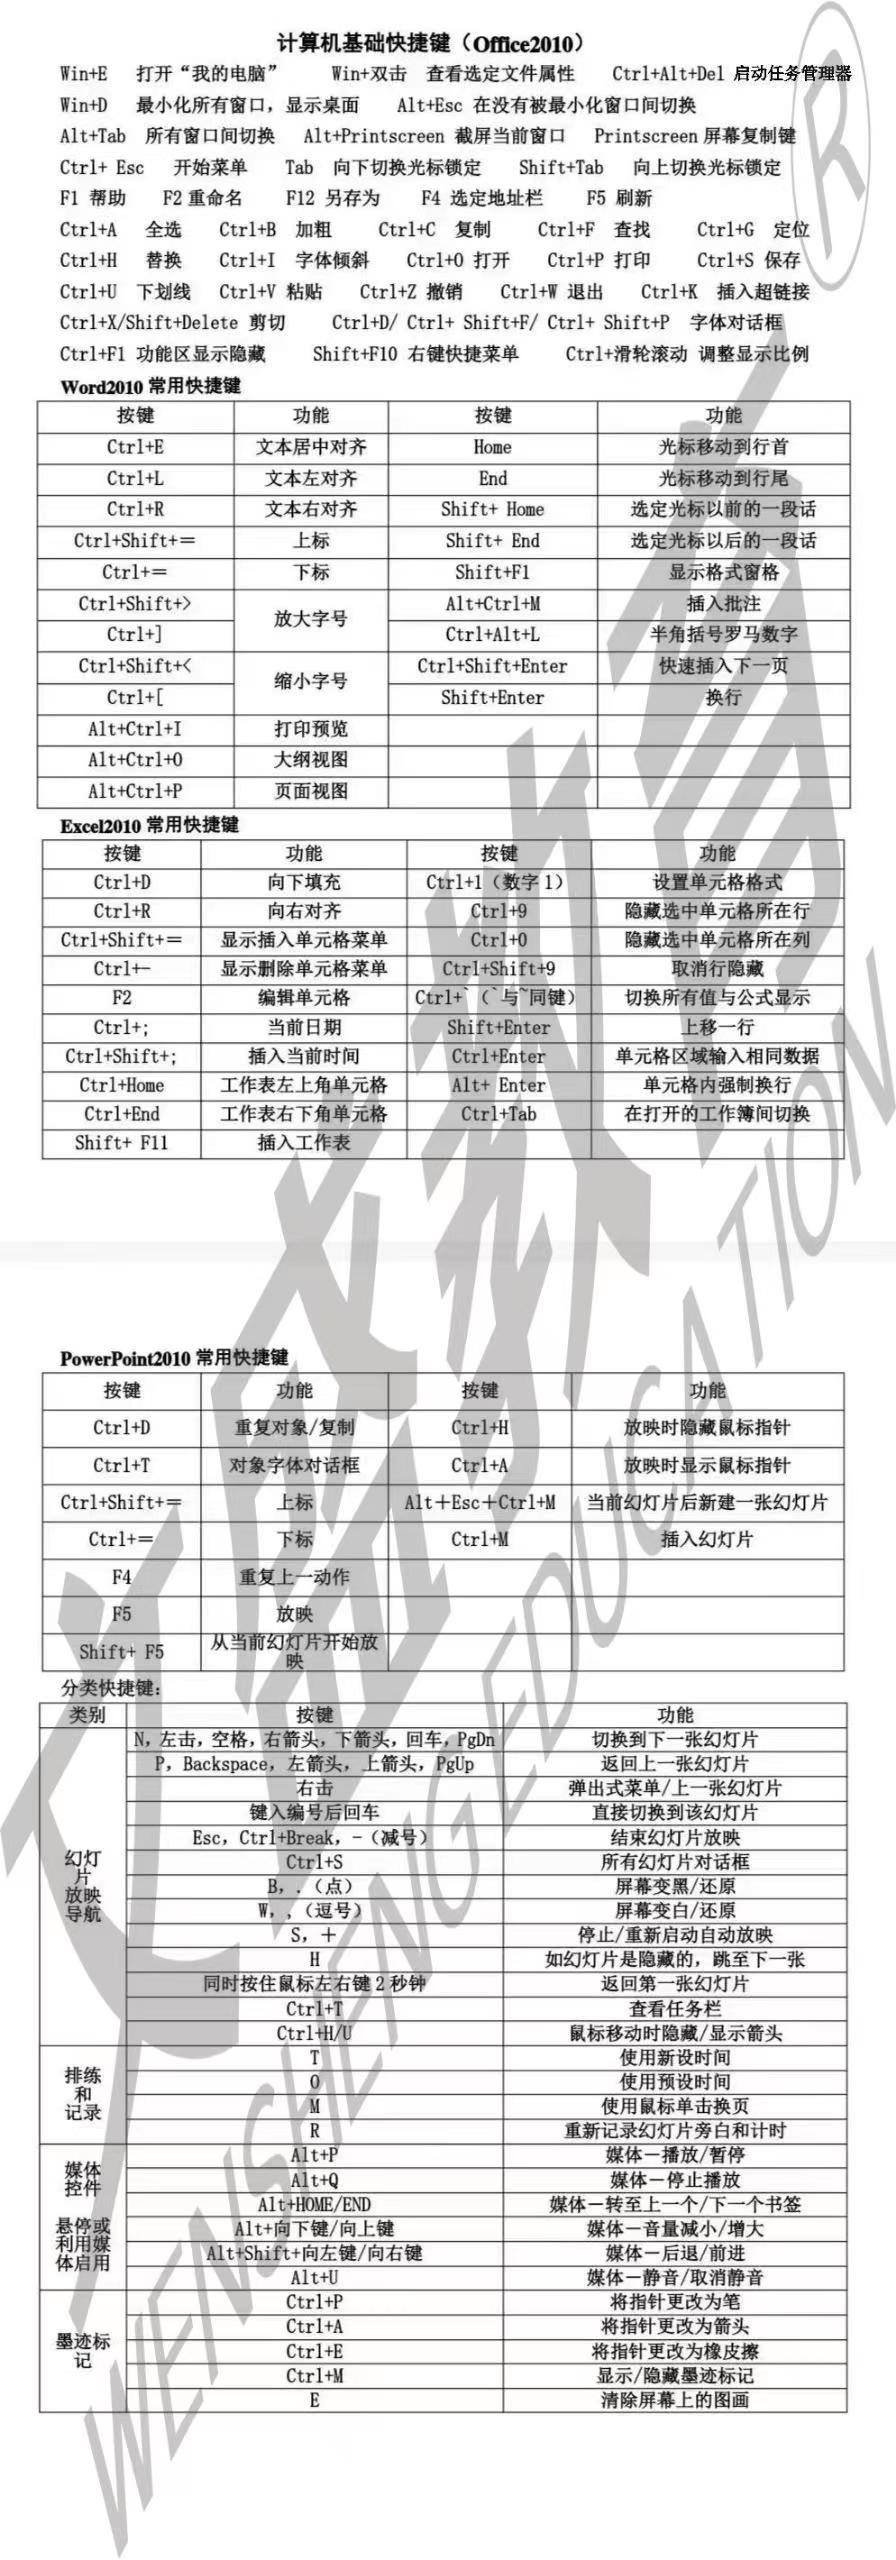 计算机基础快捷键（Office2010）
Win+E 打开“我的电脑” Win+双击 查看选定文件属性 Ctrl+Alt+Del 启动任务管理器
Win+D 最小化所有窗口，显示桌面 Alt+Esc 在没有被最小化窗口间切换
Alt+Tab 所有窗口间切换 Alt+Printscreen 截屏当前窗口 Printscreen 屏幕复制键
Ctrl+ Esc 开始菜单 Tab 向下切换光标锁定 Shift+Tab 向上切换光标锁定
F1 帮助 F2 重命名 F12 另存为 F4 选定地址栏 F5 刷新
Ctrl+A 全选 Ctrl+B 加粗 Ctrl+C 复制 Ctrl+F 查找 Ctrl+G 定位
Ctrl+H 替换 Ctrl+I 字体倾斜 Ctrl+O 打开 Ctrl+P 打印 Ctrl+S 保存
Ctrl+U 下划线 Ctrl+V 粘贴 Ctrl+Z 撤销 Ctrl+W 退出 Ctrl+K 插入超链接
Ctrl+X/Shift+Delete 剪切 Ctrl+D/ Ctrl+ Shift+F/ Ctrl+ Shift+P 字体对话框
Ctrl+F1 功能区显示隐藏 Shift+F10 右键快捷菜单 Ctrl+滑轮滚动 调整显示比例
Word2010 常用快捷键
按键 功能 按键 功能
Ctrl+E 文本居中对齐 Home 光标移动到行首
Ctrl+L 文本左对齐 End 光标移动到行尾
Ctrl+R 文本右对齐 Shift+ Home 选定光标以前的一段话
Ctrl+Shift+＝ 上标 Shift+ End 选定光标以后的一段话
Ctrl+＝ 下标 Shift+F1 显示格式窗格
Ctrl+Shift+> 放大字号 Alt+Ctrl+M 插入批注
Ctrl+] Ctrl+Alt+L 半角括号罗马数字
Ctrl+Shift+< 缩小字号 Ctrl+Shift+Enter 快速插入下一页
Ctrl+[ Shift+Enter 换行
Alt+Ctrl+I 打印预览
Alt+Ctrl+O 大纲视图
Alt+Ctrl+P 页面视图
Excel2010 常用快捷键
按键 功能 按键 功能
Ctrl+D 向下填充 Ctrl+1（数字 1） 设置单元格格式
Ctrl+R 向右对齐 Ctrl+9 隐藏选中单元格所在行
Ctrl+Shift+＝ 显示插入单元格菜单 Ctrl+0 隐藏选中单元格所在列
Ctrl+－ 显示删除单元格菜单 Ctrl+Shift+9 取消行隐藏
F2 编辑单元格 Ctrl+`（`与~同键） 切换所有值与公式显示
Ctrl+; 当前日期 Shift+Enter 上移一行
Ctrl+Shift+; 插入当前时间 Ctrl+Enter 单元格区域输入相同数据
Ctrl+Home 工作表左上角单元格 Alt+ Enter 单元格内强制换行
Ctrl+End 工作表右下角单元格 Ctrl+Tab 在打开的工作簿间切换
Shift+ F11 插入工作表
PowerPoint2010 常用快捷键
按键 功能 按键 功能
Ctrl+D 重复对象/复制 Ctrl+H 放映时隐藏鼠标指针
Ctrl+T 对象字体对话框 Ctrl+A 放映时显示鼠标指针
Ctrl+Shift+＝ 上标 Alt＋Esc＋Ctrl+M 当前幻灯片后新建一张幻灯片
Ctrl+＝ 下标 Ctrl+M 插入幻灯片
F4 重复上一动作
F5 放映
Shift+ F5 从当前幻灯片开始放
映
分类快捷键：
类别 按键 功能
N，左击，空格，右箭头，下箭头，回车，PgDn 切换到下一张幻灯片
P，Backspace，左箭头，上箭头，PgUp 返回上一张幻灯片
右击 弹出式菜单/上一张幻灯片
键入编号后回车 直接切换到该幻灯片
Esc，Ctrl+Break，-（减号） 结束幻灯片放映
幻灯
片
放映
导航
Ctrl+S 所有幻灯片对话框
B，.（点） 屏幕变黑/还原
W，,（逗号） 屏幕变白/还原
S，＋ 停止/重新启动自动放映
H 如幻灯片是隐藏的，跳至下一张
同时按住鼠标左右键 2 秒钟 返回第一张幻灯片
Ctrl+T 查看任务栏
Ctrl+H/U 鼠标移动时隐藏/显示箭头
排练
和
记录
T 使用新设时间
O 使用预设时间
M 使用鼠标单击换页
R 重新记录幻灯片旁白和计时
媒体
控件
悬停或
利用媒
体启用
Alt+P 媒体－播放/暂停
Alt+Q 媒体－停止播放
Alt+HOME/END 媒体－转至上一个/下一个书签
Alt+向下键/向上键 媒体－音量减小/增大
Alt+Shift+向左键/向右键 媒体－后退/前进
Alt+U 媒体－静音/取消静音
墨迹标
记
Ctrl+P 将指针更改为笔
Ctrl+A 将指针更改为箭头
Ctrl+E 将指针更改为橡皮擦
Ctrl+M 显示/隐藏墨迹标记
E 清除屏幕上的图画
文晟教育
WENSHENG EDUCATION
®